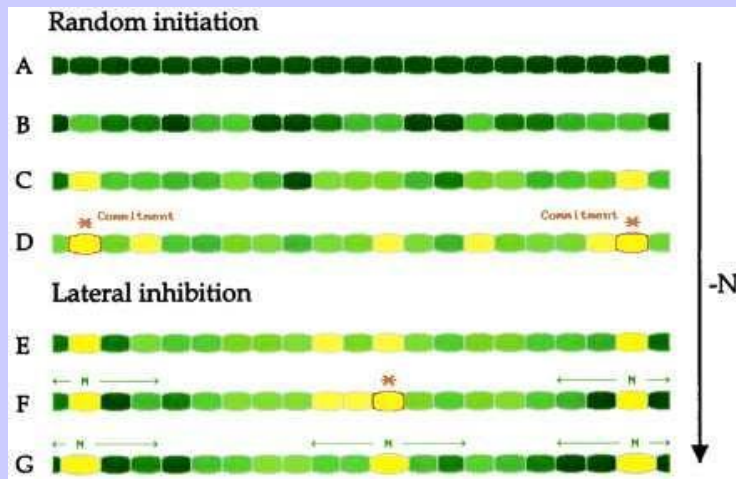 Random initiation
A
B
C
* Commitment Commitment *
D
Lateral inhibition
-N
E
← N → * ← N →
F
← N → ← N → ← N →
G